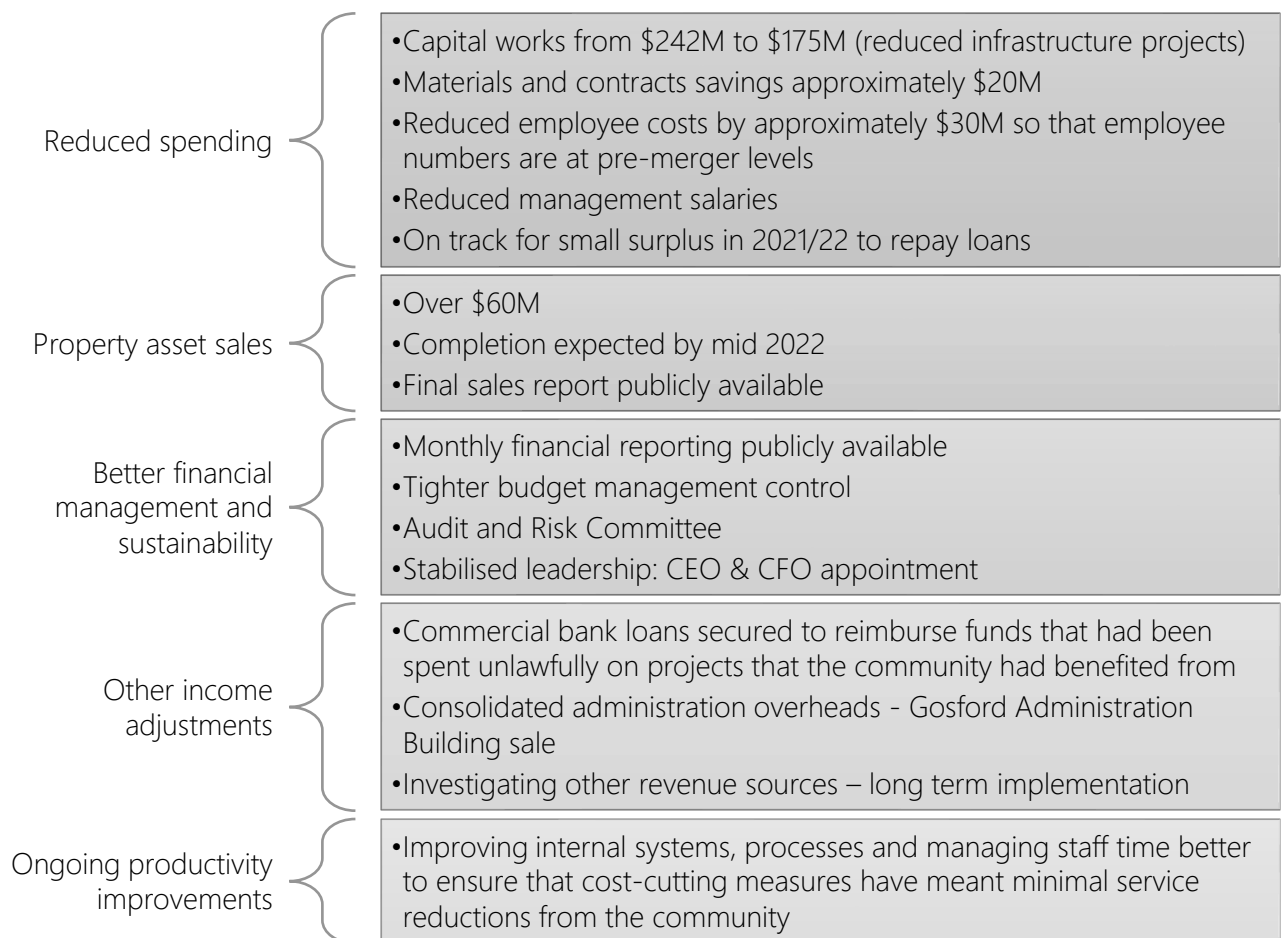 Reduced spending
•Capital works from $242M to $175M (reduced infrastructure projects)
•Materials and contracts savings approximately $20M
•Reduced employee costs by approximately $30M so that employee
numbers are at pre-merger levels
•Reduced management salaries
•On track for small surplus in 2021/22 to repay loans
Property asset sales
•Over $60M
•Completion expected by mid 2022
•Final sales report publicly available
Better financial
management and
sustainability
•Monthly financial reporting publicly available
•Tighter budget management control
•Audit and Risk Committee
•Stabilised leadership: CEO & CFO appointment
Other income
adjustments
•Commercial bank loans secured to reimburse funds that had been
spent unlawfully on projects that the community had benefited from
•Consolidated administration overheads - Gosford Administration
Building sale
•Investigating other revenue sources – long term implementation
Ongoing productivity
improvements
•Improving internal systems, processes and managing staff time better
to ensure that cost-cutting measures have meant minimal service
reductions from the community